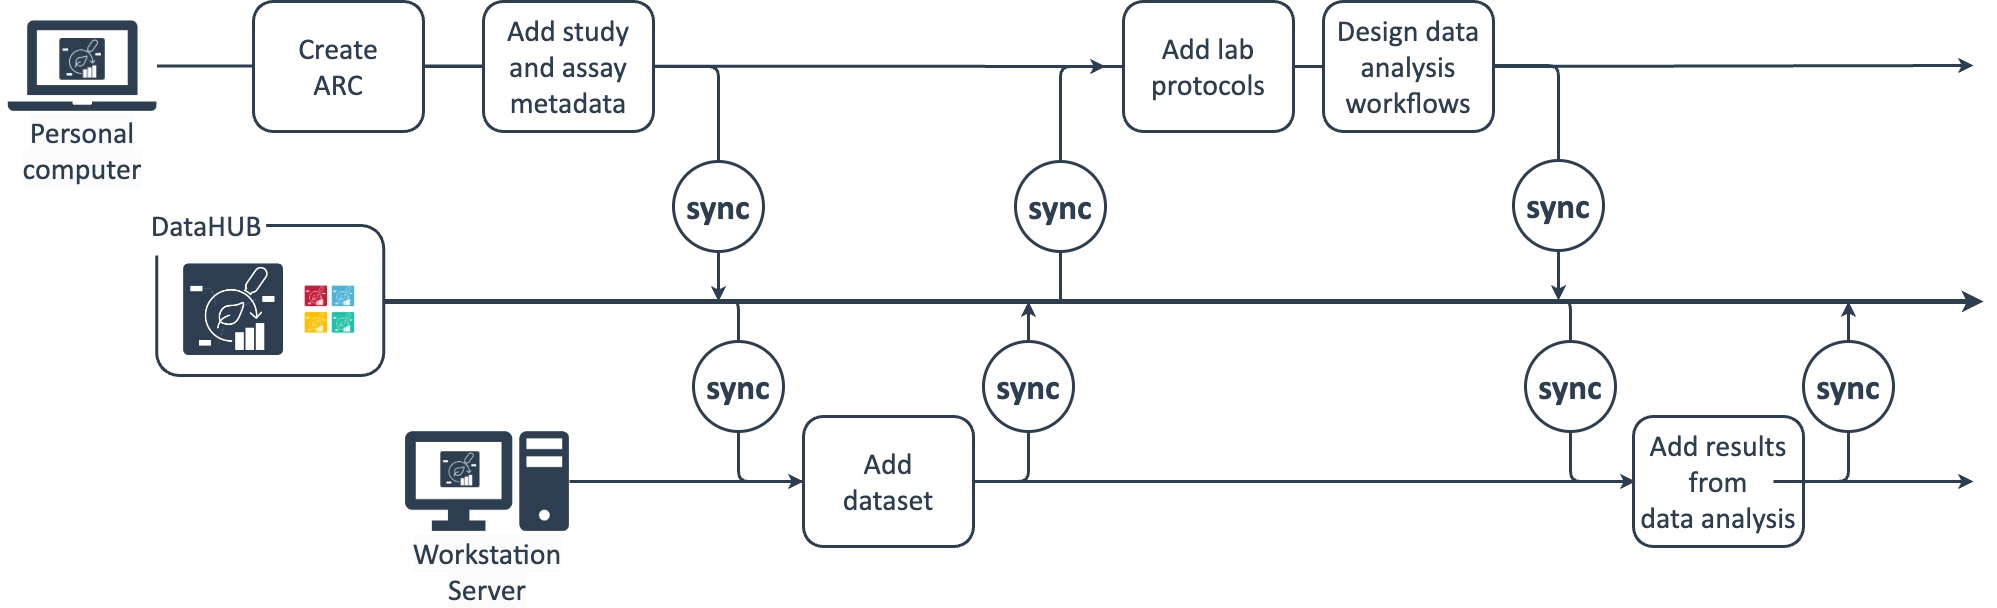 Create
ARC
Add study
and assay
metadata
Add lab
protocols
Design data
analysis
workflows
Personal
computer
sync
sync
sync
DataHUB
sync
sync
sync
sync
Add
dataset
Add results
from
data analysis
Workstation
Server